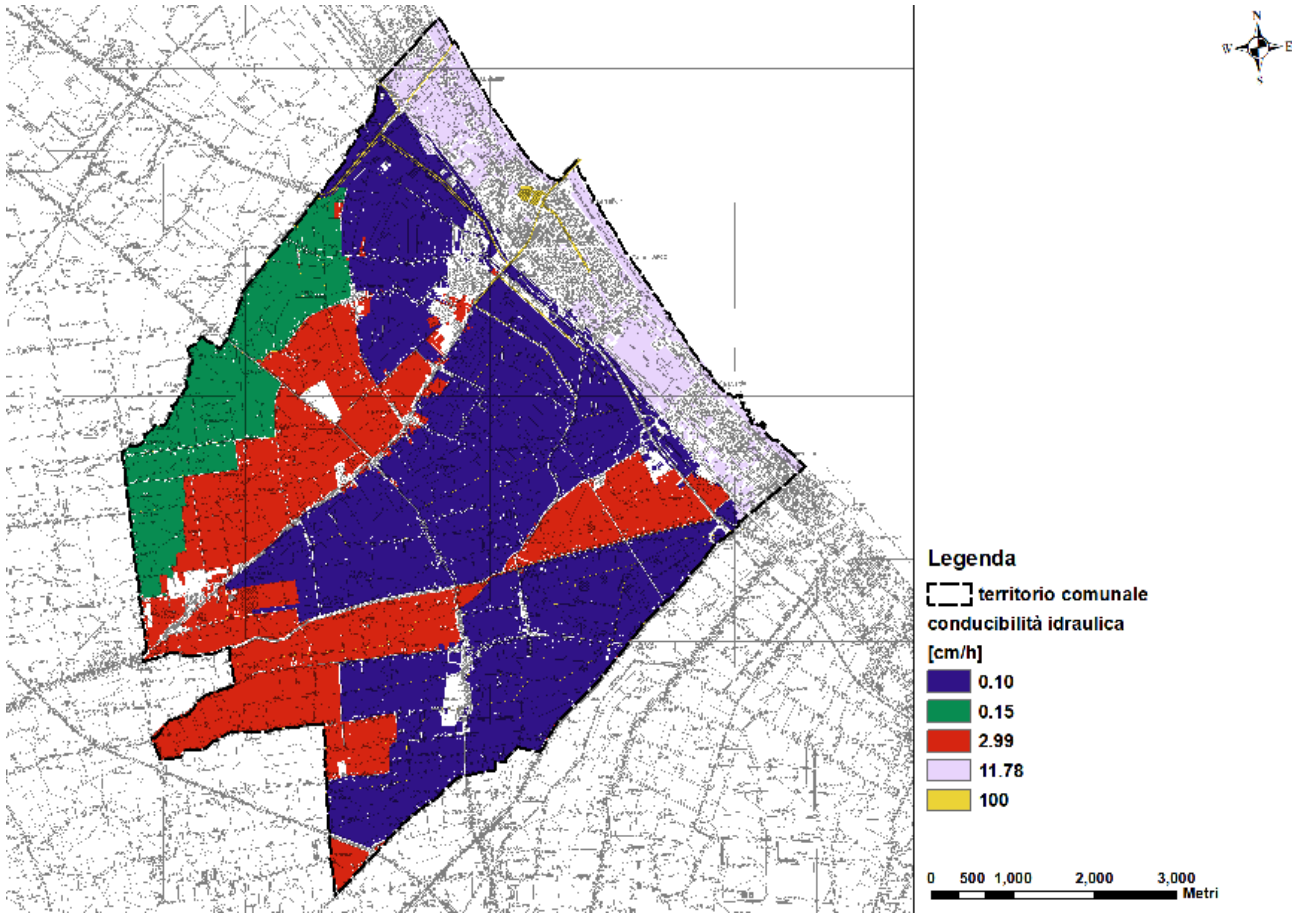 N
W E
S
Legenda
territorio comunale
conducibilità idraulica
[cm/h]
0.10
0.15
2.99
11.78
100
0 500 1,000 2,000 3,000
Metri